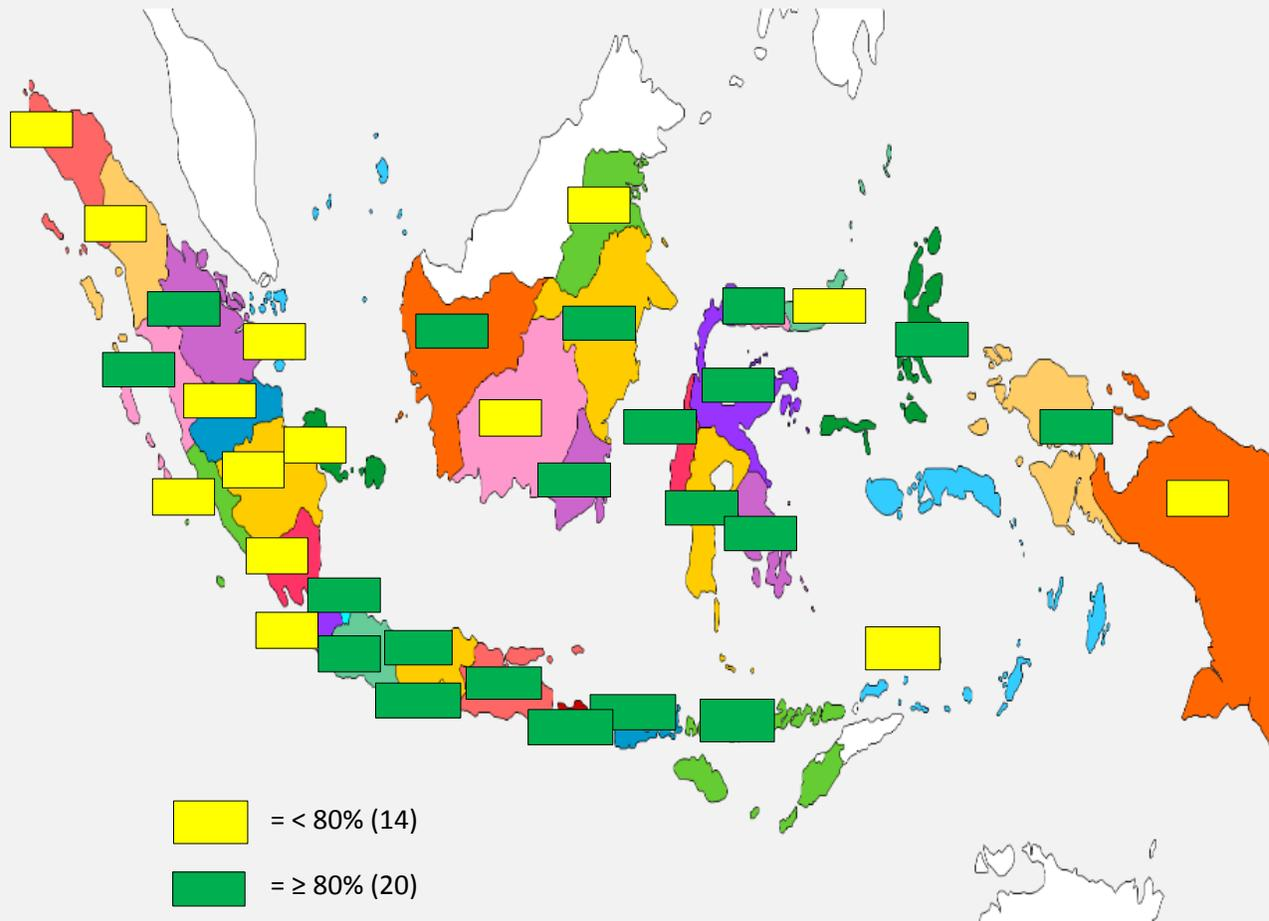 = < 80% (14)
= ≥ 80% (20)